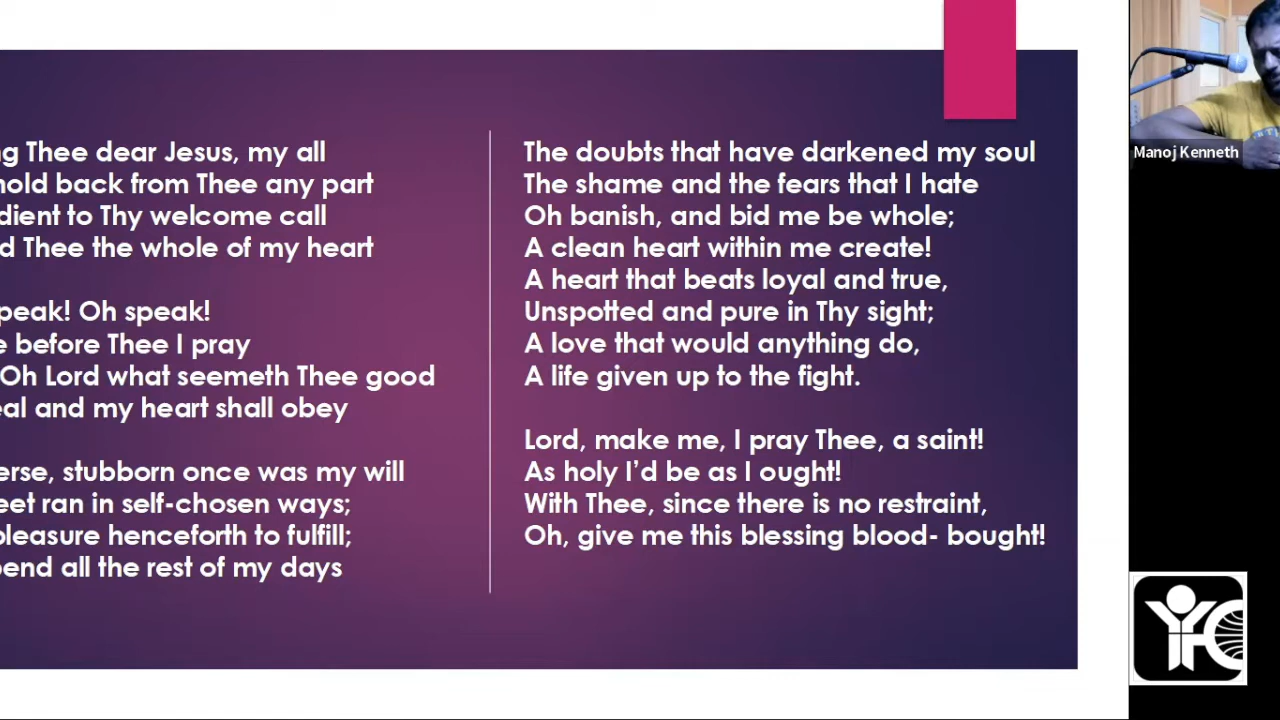 Thee dear Jesus, my all
hold back from Thee any part
to Thy welcome call
Thee the whole of my heart
Oh speak!
before Thee I pray
Oh Lord what seemeth Thee good
and my heart shall obey
stubborn once was my will
ran in self-chosen ways;
pleasure henceforth to fulfill;
all the rest of my days
The doubts that have darkened my soul
The shame and the fears that I hate
Oh banish, and bid me be whole;
A clean heart within me create!
A heart that beats loyal and true,
Unspotted and pure in Thy sight;
A love that would anything do,
A life given up to the fight.
Lord, make me, I pray Thee, a saint!
As holy I’d be as I ought!
With Thee, since there is no restraint,
Oh, give me this blessing blood- bought!
Manoj Kenneth
YFC